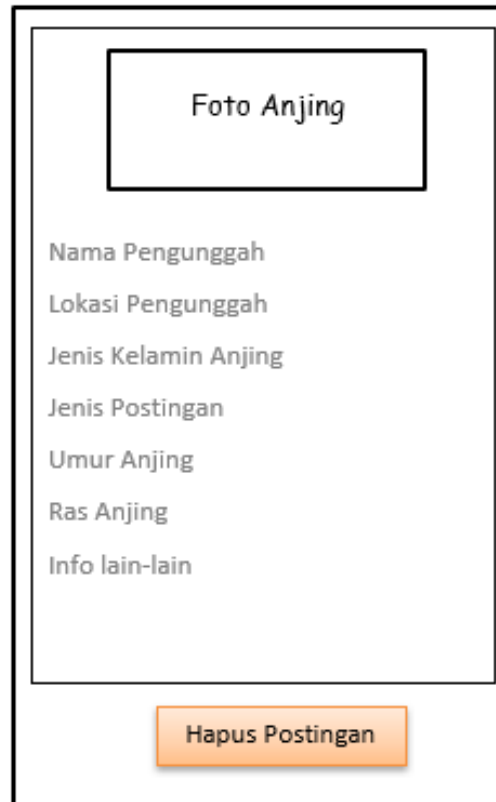 Foto Anjing
Nama Pengunggah
Lokasi Pengunggah
Jenis Kelamin Anjing
Jenis Postingan
Umur Anjing
Ras Anjing
Info lain-lain
Hapus Postingan